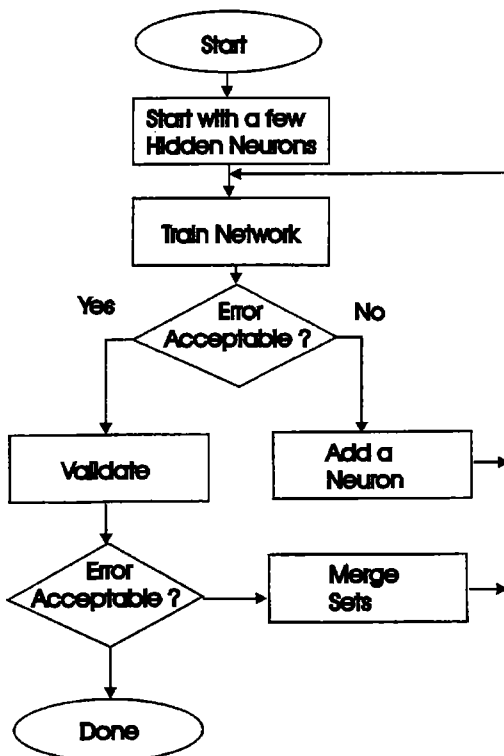 Start
Start with a few
Hidden Neurons
Train Network
Yes
Error
Acceptable ?
No
Validate
Add a
Neuron
Error
Acceptable ?
Merge
Sets
Done